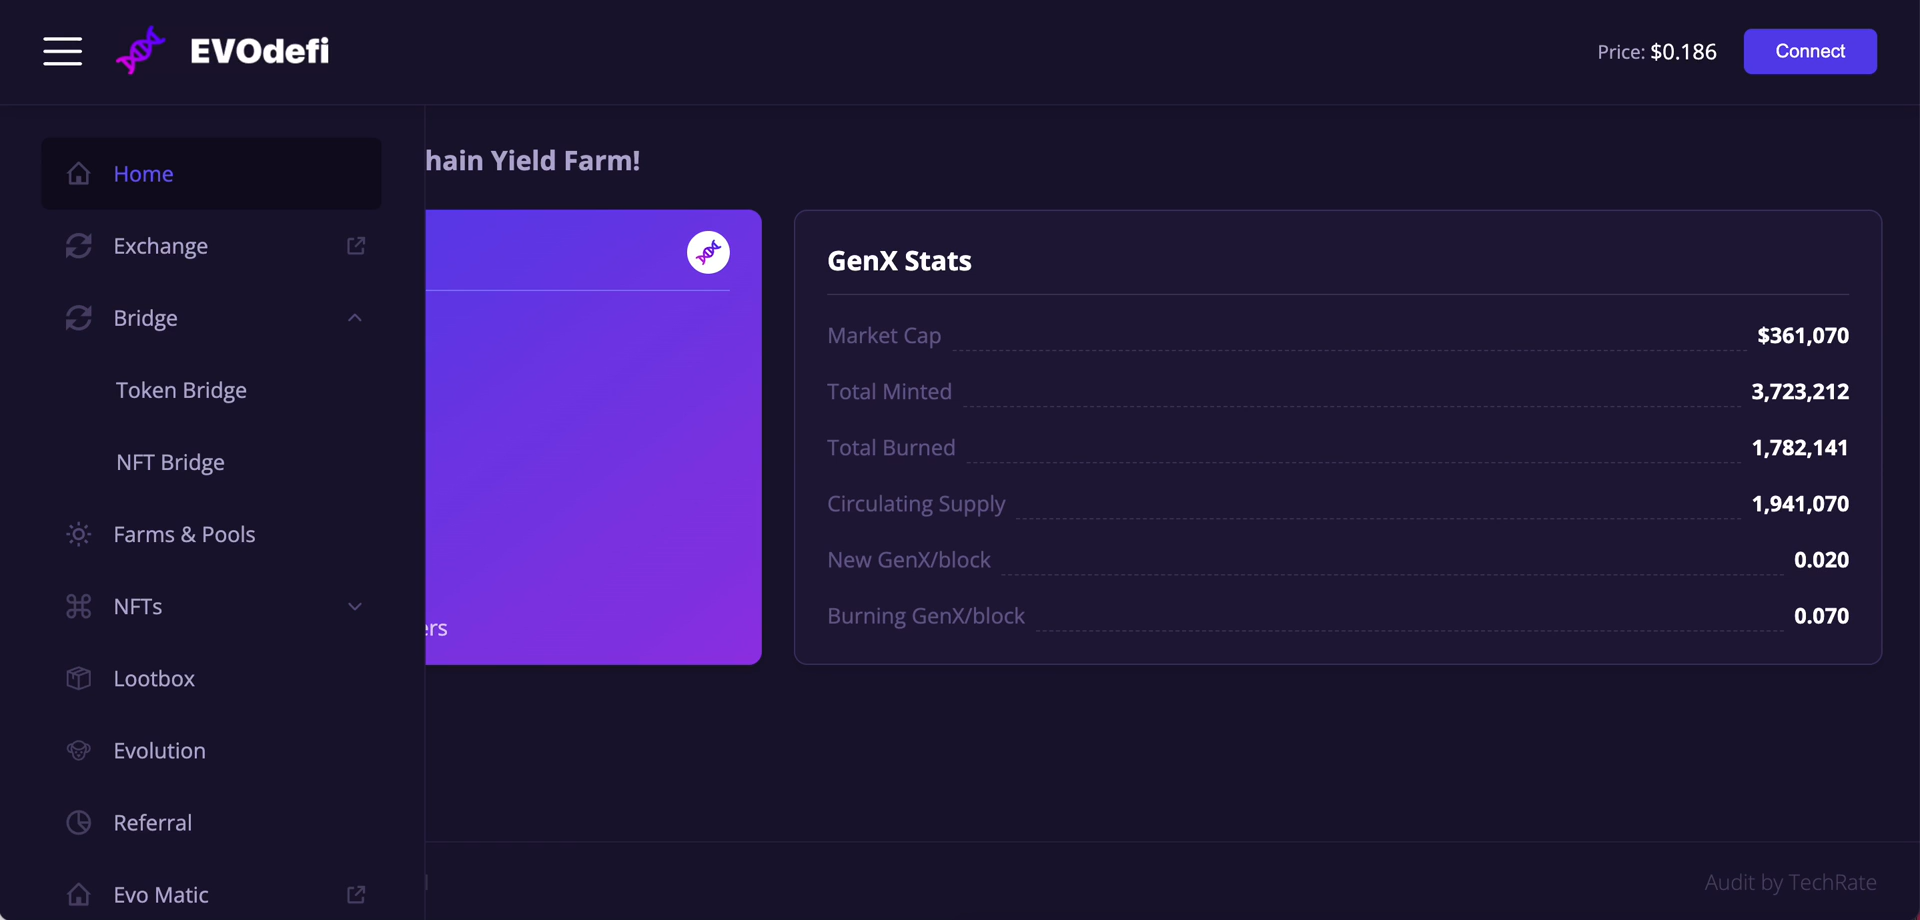 EVOdefi
Price: $0.186
Connect
Home
Exchange
Bridge
Token Bridge
NFT Bridge
Farms & Pools
NFTs
Lootbox
Evolution
Referral
Evo Matic
hain Yield Farm!
ers
GenX Stats
Market Cap $361,070
Total Minted 3,723,212
Total Burned 1,782,141
Circulating Supply 1,941,070
New GenX/block 0.020
Burning GenX/block 0.070
Audit by TechRate